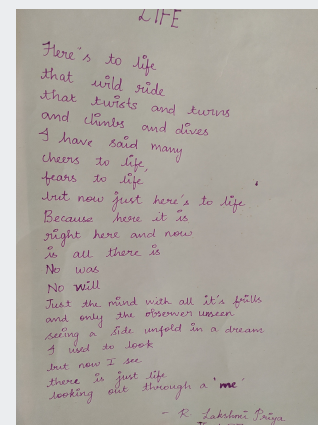 LIFE
Here's to life
that wild ride
that twists and turns
and climbs and dives
I have said many
cheers to life,
fears to life
but now just here's to life
Because here it is
right here and now
is all there is
No was
No will
Just the mind with all it's frills
and only the observer unseen
seeing a side unfold in a dream
I used to look
but now I see
there is just life
looking out through a 'me'
- R. Lakshmi Priya